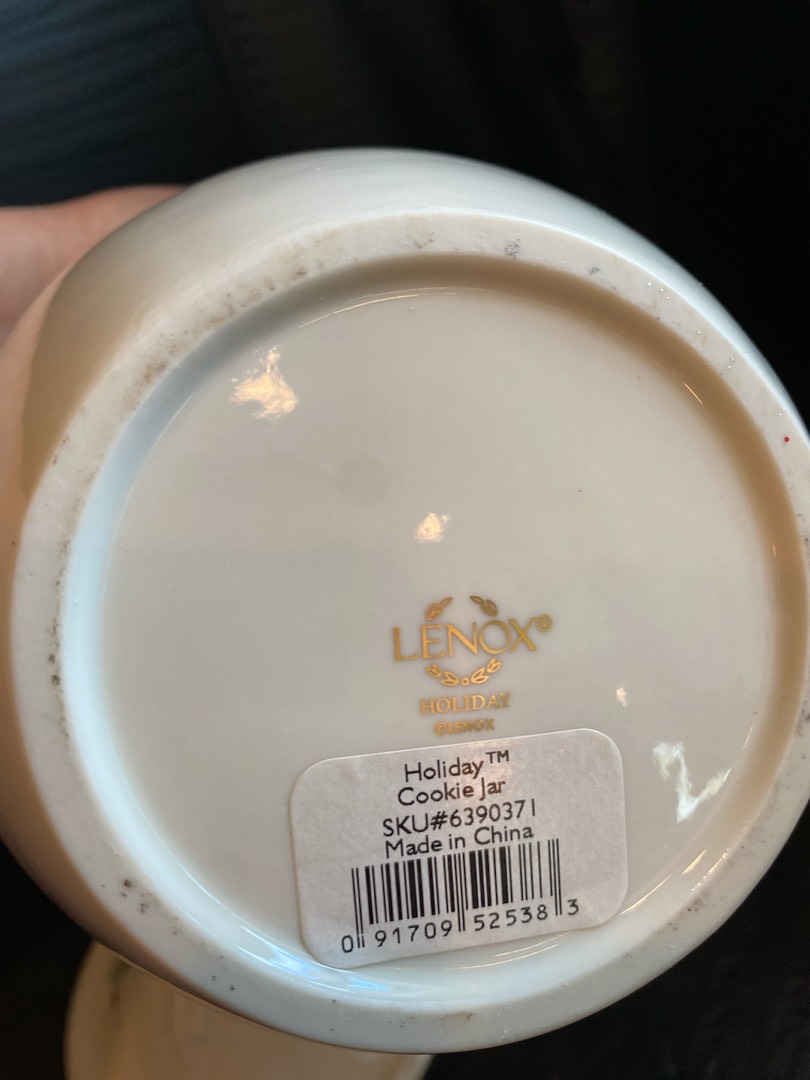 LENOX©
HOLIDAY
©LENOX
Holiday™
Cookie Jar
SKU#6390371
Made in China
0 91709 52538 3